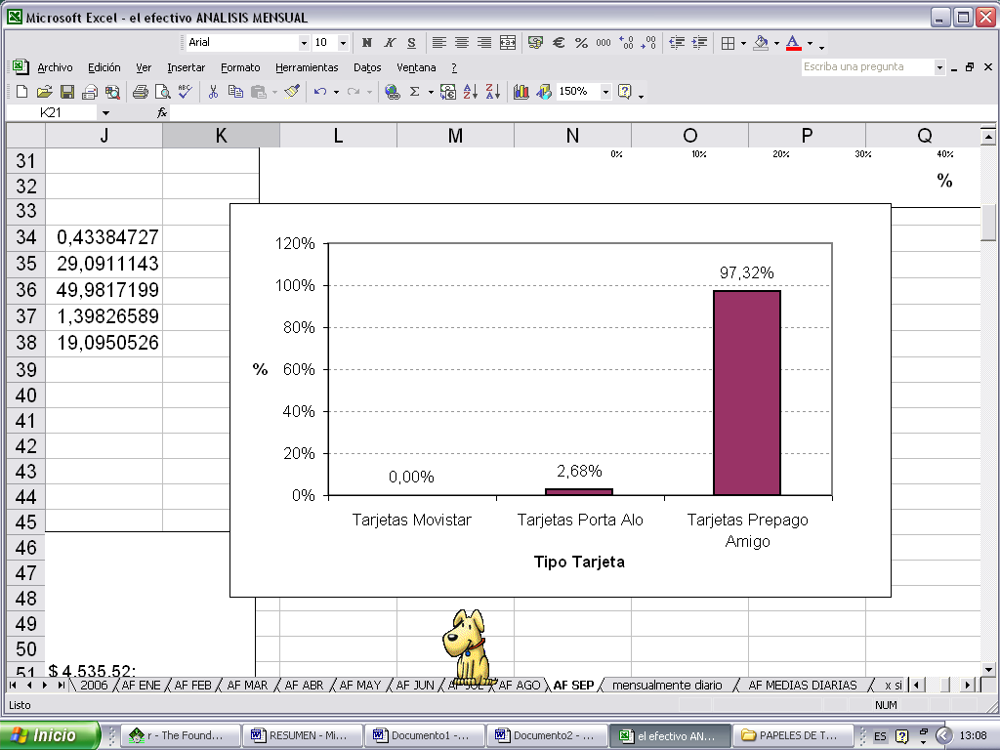 Microsoft Excel - el efectivo ANALISIS MENSUAL
Arial 10 N K S € % 000
Archivo Edición Ver Insertar Formato Herramientas Datos Ventana ? Escriba una pregunta
150%
K21 fx
J K L M N O P Q
31 0% 10% 20% 30% 40%
32 %
33
34 0,43384727
35 29,0911143
36 49,9817199
37 1,39826589
38 19,0950526
39
40
41
42
43
44
45
46
47
48
49
50
51 $ 4.535,52;
120%
100%
80%
60%
40%
20%
0%
%
0,00%
2,68%
97,32%
Tarjetas Movistar Tarjetas Porta Alo Tarjetas Prepago
Amigo
Tipo Tarjeta
2006 AF ENE AF FEB AF MAR AF ABR AF MAY AF JUN AF JUL AF AGO AF SEP mensualmente diario AF MEDIAS DIARIAS x si
Listo NUM
Inicio r - The Found... RESUMEN - Mi... Documento1 -... Documento2 - ... el efectivo AN... PAPELES DE T... ES 13:08